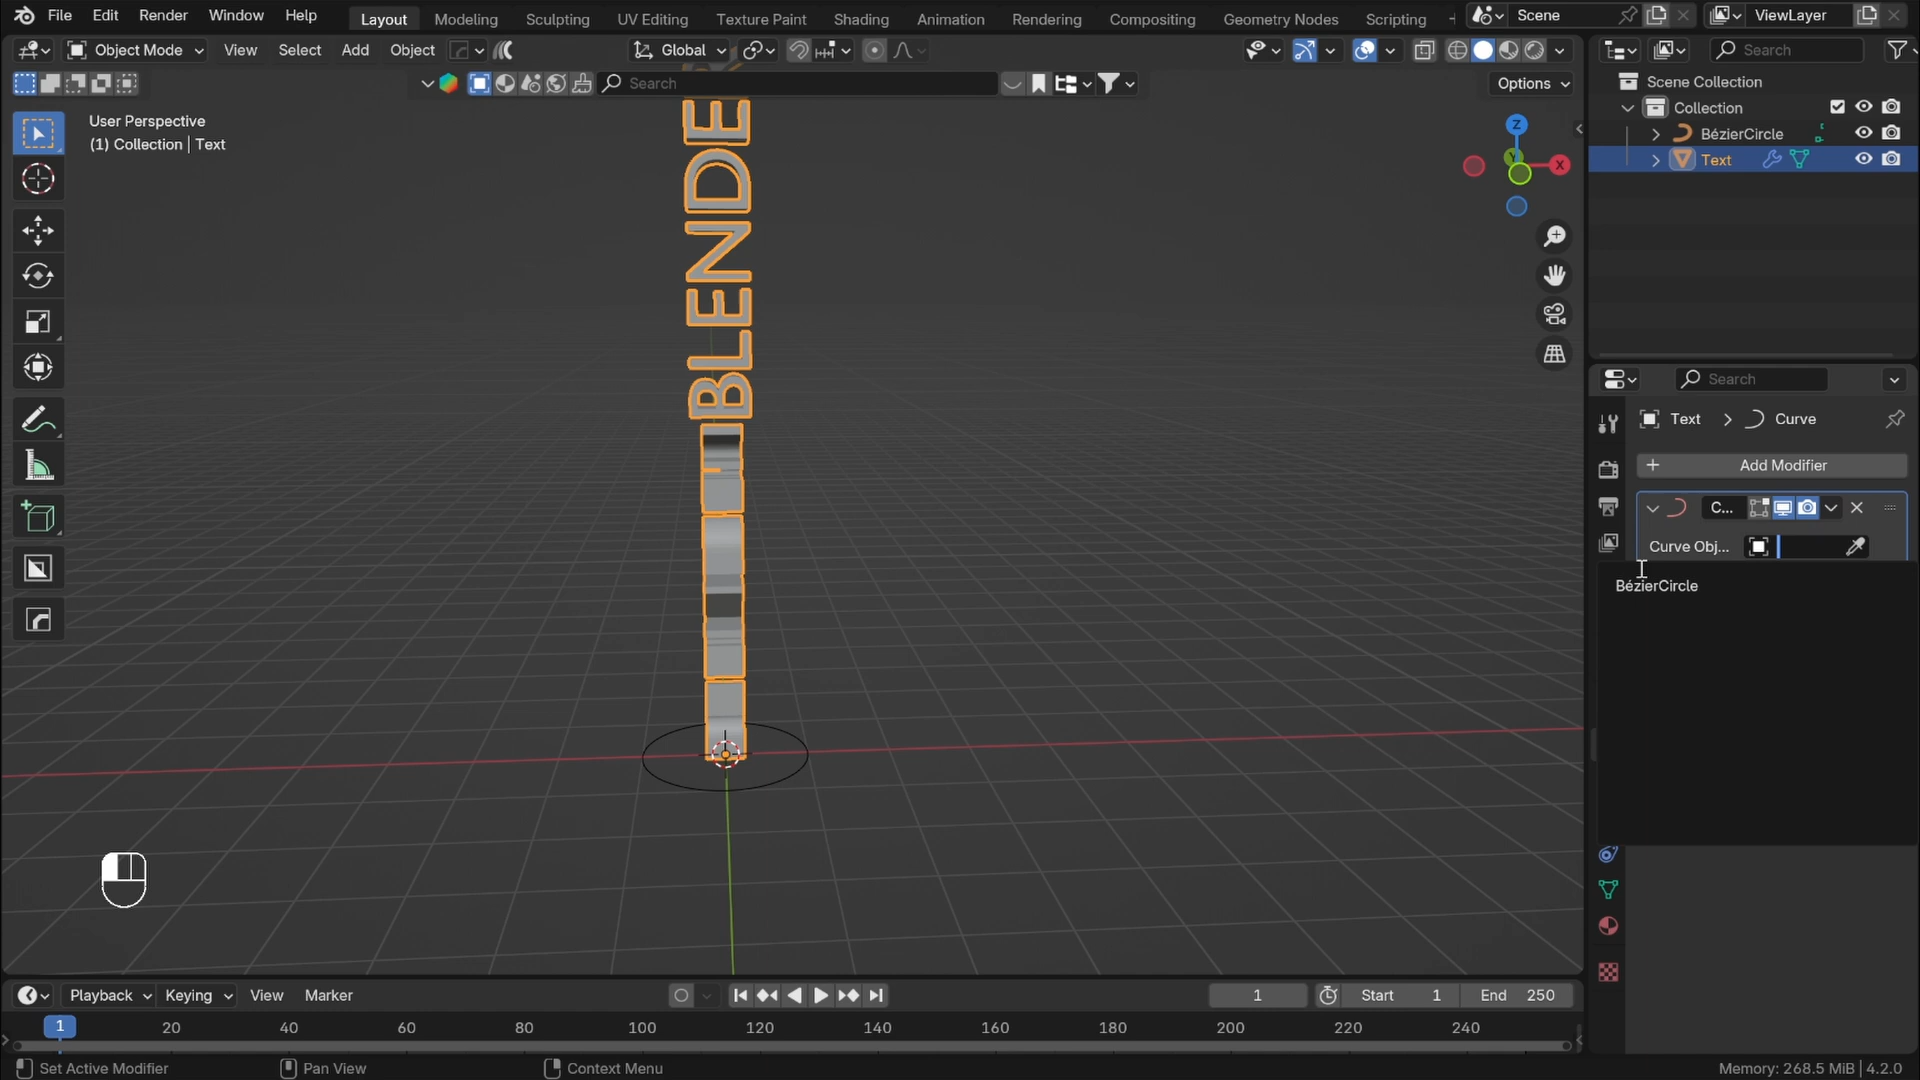 File Edit Render Window Help Layout Modeling Sculpting UV Editing Texture Paint Shading Animation Rendering Compositing Geometry Nodes Scripting Scene ViewLayer
Object Mode View Select Add Object Global Search
Search Options
User Perspective
(1) Collection | Text
Scene Collection
Collection
BézierCircle
Text
Z
Y
X
BLENDE
Search
Text Curve
+ Add Modifier
C...
Curve Obj...
BézierCircle
Playback Keying View Marker 1 Start 1 End 250
1 20 40 60 80 100 120 140 160 180 200 220 240
Set Active Modifier Pan View Context Menu Memory: 268.5 MiB | 4.2.0